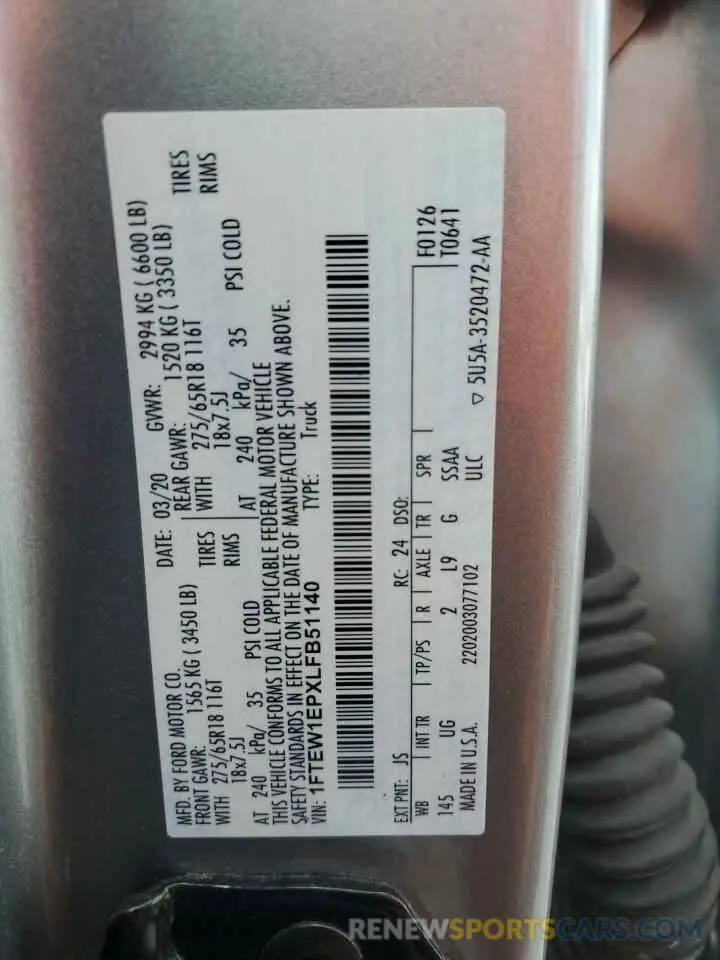 MFD. BY FORD MOTOR CO.
DATE: 03/20 GVWR: 2994 KG ( 6600 LB)
FRONT GAWR: 1565 KG ( 3450 LB) REAR GAWR: 1520 KG ( 3350 LB)
WITH 275/65R18 116T TIRES WITH 275/65R18 116T TIRES
18x7.5J RIMS 18x7.5J RIMS
AT 240 kPa/ 35 PSI COLD AT 240 kPa/ 35 PSI COLD
THIS VEHICLE CONFORMS TO ALL APPLICABLE FEDERAL MOTOR VEHICLE
SAFETY STANDARDS IN EFFECT ON THE DATE OF MANUFACTURE SHOWN ABOVE.
VIN: 1FTEW1EPXLFB51140 TYPE: Truck
EXT PNT: JS RC: 24 DSO: F0126
WB INT TR TP/PS R AXLE TR SPR T0641
145 UG 2 L9 G SSAA
ULC
MADE IN U.S.A. 2202003077102 ▽ 5U5A-3520472-AA
RENEWSPORTSCARS.COM